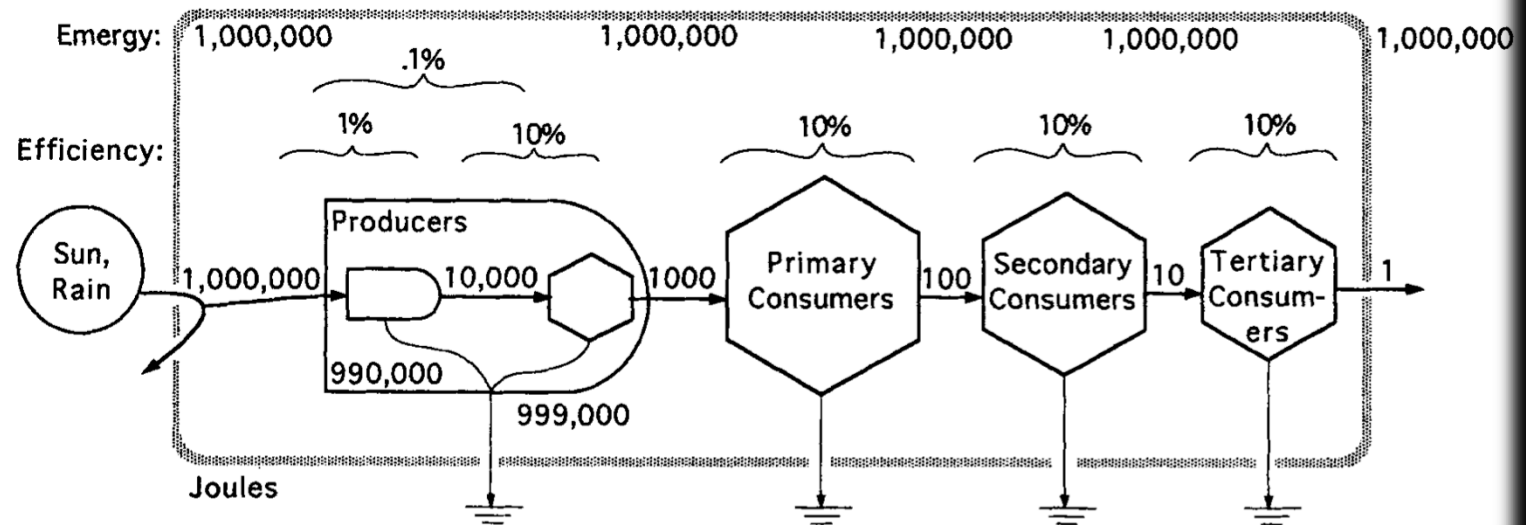 Emergy: 1,000,000 1,000,000 1,000,000 1,000,000 1,000,000
.1%
1% 10% 10% 10% 10%
Efficiency:
Producers
Sun,
Rain
1,000,000 10,000 1000 Primary
Consumers 100 Secondary
Consumers 10 Tertiary
Consum-
ers 1
990,000
999,000
Joules